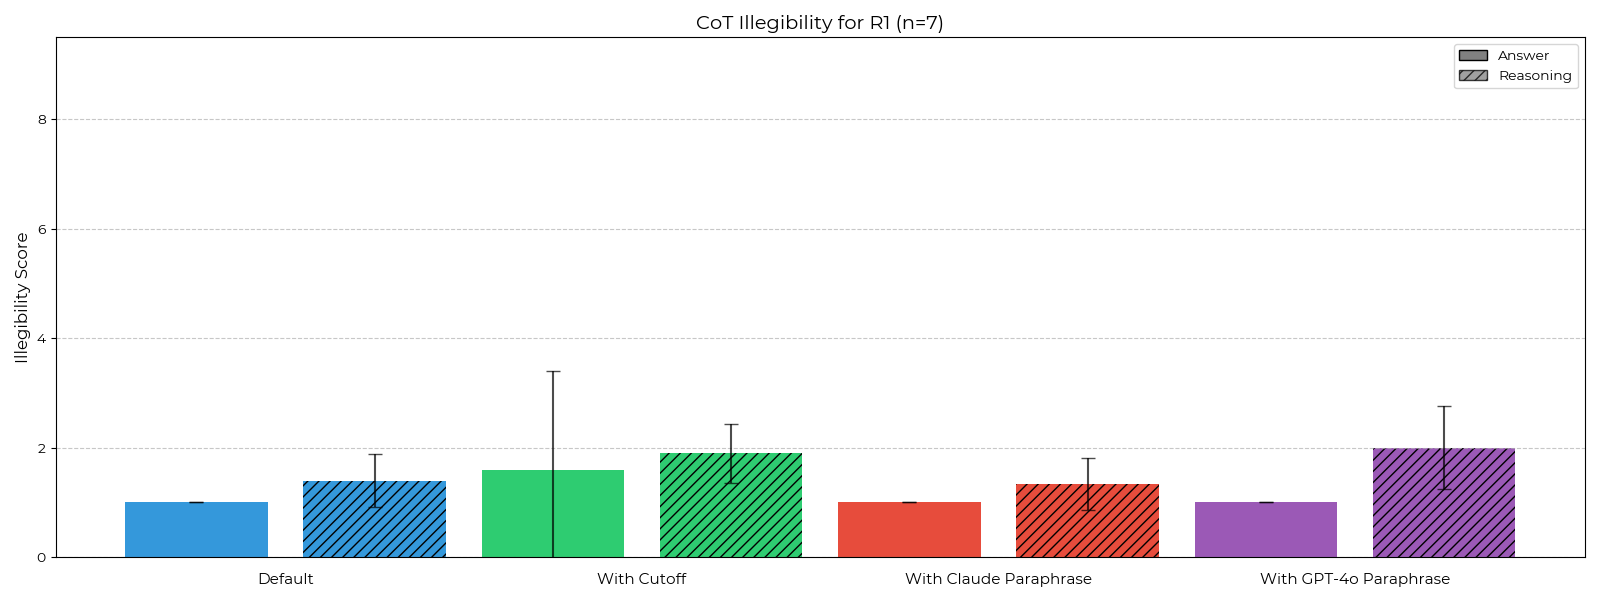 CoT Illegibility for R1 (n=7)
Answer
Reasoning
Illegibility Score
8
6
4
2
0
Default
With Cutoff
With Claude Paraphrase
With GPT-4o Paraphrase